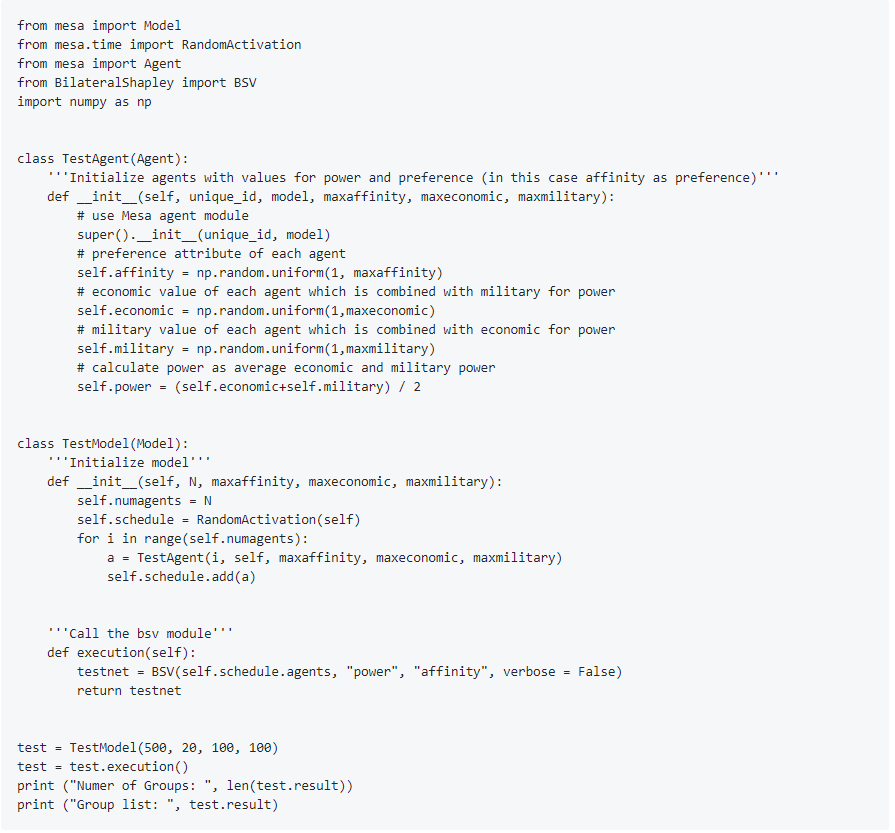 from mesa import Model
from mesa.time import RandomActivation
from mesa import Agent
from BilateralShapley import BSV
import numpy as np
class TestAgent(Agent):
    '''Initialize agents with values for power and preference (in this case affinity as preference)'''
    def __init__(self, unique_id, model, maxaffinity, maxeconomic, maxmilitary):
        # use Mesa agent module
        super().__init__(unique_id, model)
        # preference attribute of each agent
        self.affinity = np.random.uniform(1, maxaffinity)
        # economic value of each agent which is combined with military for power
        self.economic = np.random.uniform(1,maxeconomic)
        # military value of each agent which is combined with economic for power
        self.military = np.random.uniform(1,maxmilitary)
        # calculate power as average economic and military power
        self.power = (self.economic+self.military) / 2
class TestModel(Model):
    '''Initialize model'''
    def __init__(self, N, maxaffinity, maxeconomic, maxmilitary):
        self.numagents = N
        self.schedule = RandomActivation(self)
        for i in range(self.numagents):
            a = TestAgent(i, self, maxaffinity, maxeconomic, maxmilitary)
            self.schedule.add(a)
    '''Call the bsv module'''
    def execution(self):
        testnet = BSV(self.schedule.agents, "power", "affinity", verbose = False)
        return testnet
test = TestModel(500, 20, 100, 100)
test = test.execution()
print ("Numer of Groups: ", len(test.result))
print ("Group list: ", test.result)